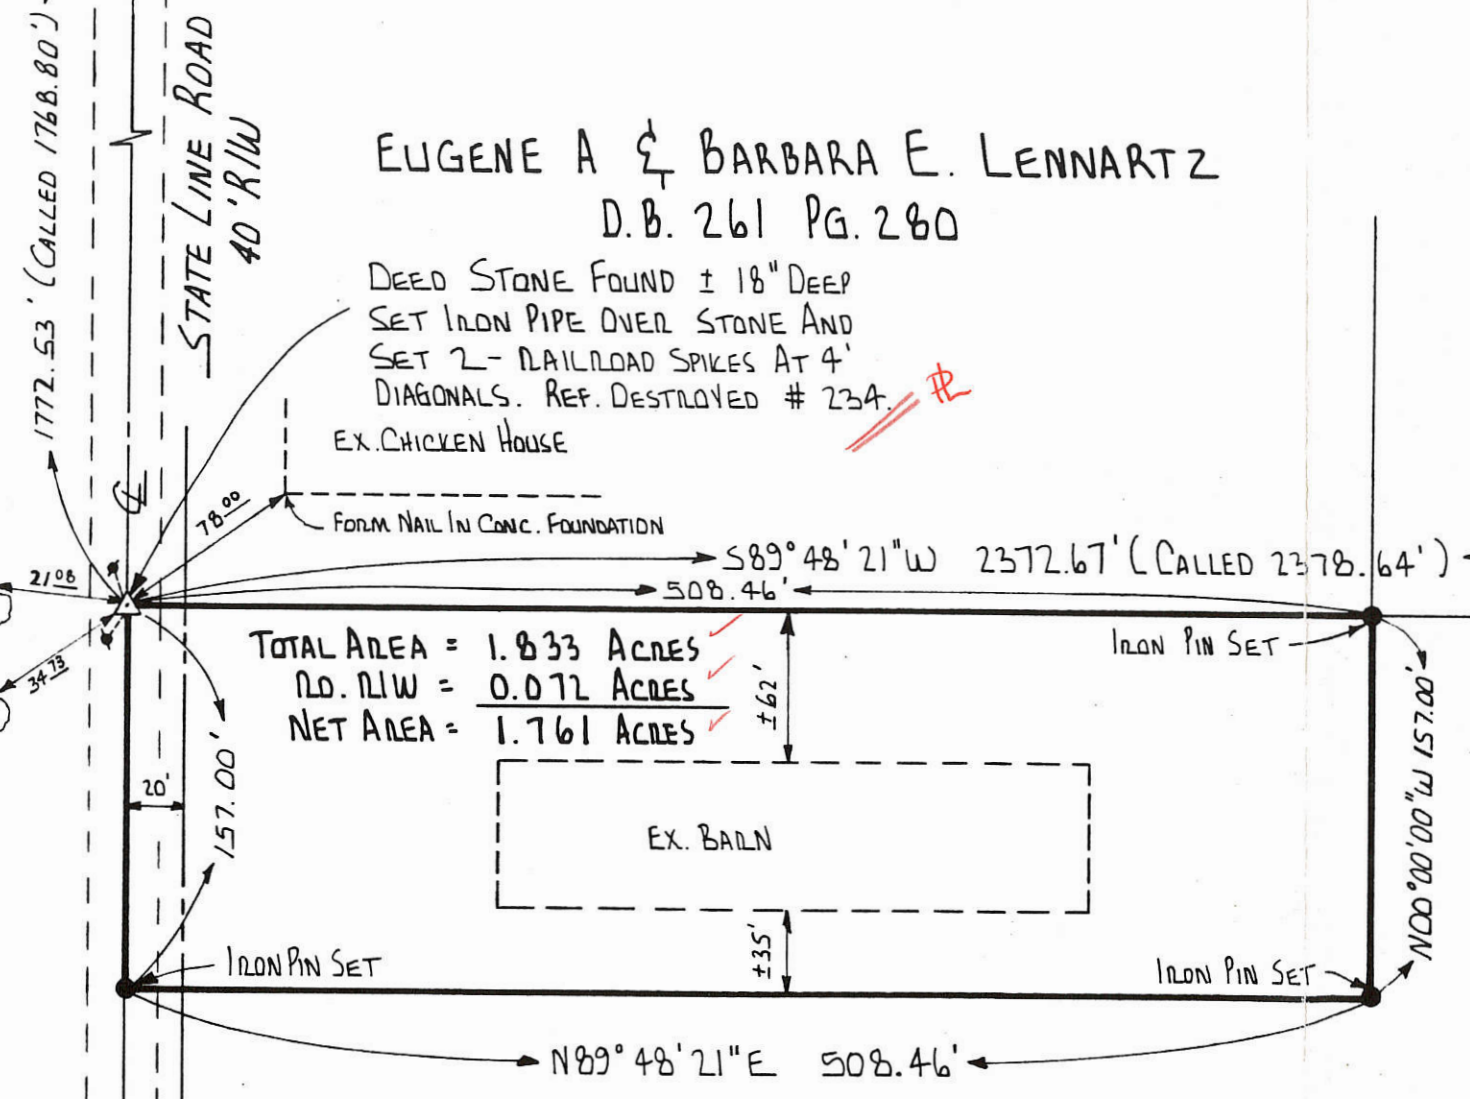 1772.53' (CALLED 1768.80')
STATE LINE ROAD
40' R/W
EUGENE A & BARBARA E. LENNARTZ
D.B. 261 PG. 280
DEED STONE FOUND ± 18" DEEP
SET IRON PIPE OVER STONE AND
SET 2- RAILROAD SPIKES AT 4'
DIAGONALS. REF. DESTROYED # 234.
PL
EX. CHICKEN HOUSE
CL
78.00
FORM NAIL IN CONC. FOUNDATION
S89°48'21"W 2372.67' (CALLED 2378.64')
21.08
508.46'
TOTAL AREA = 1.833 ACRES
RD. R/W = 0.072 ACRES
NET AREA = 1.761 ACRES
IRON PIN SET
34.73
±62'
157.00'
20'
N00°00'00"W 157.00'
EX. BARN
±35'
IRON PIN SET
IRON PIN SET
N89°48'21"E 508.46'